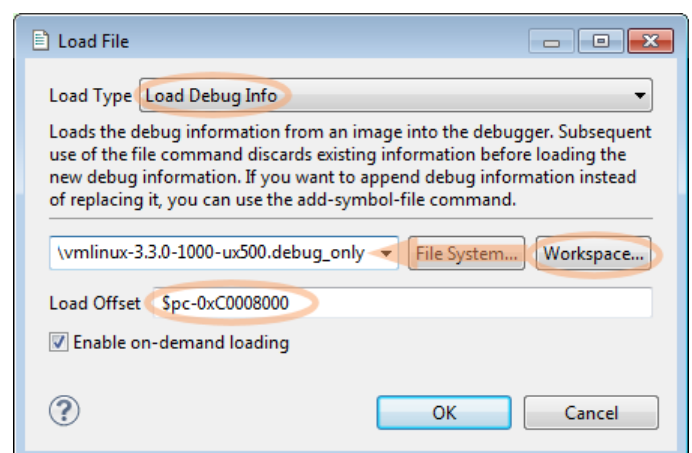 Load File
Load Type Load Debug Info
Loads the debug information from an image into the debugger. Subsequent
use of the file command discards existing information before loading the
new debug information. If you want to append debug information instead
of replacing it, you can use the add-symbol-file command.
\vmlinux-3.3.0-1000-ux500.debug_only File System... Workspace...
Load Offset $pc-0xC0008000
Enable on-demand loading
? OK Cancel